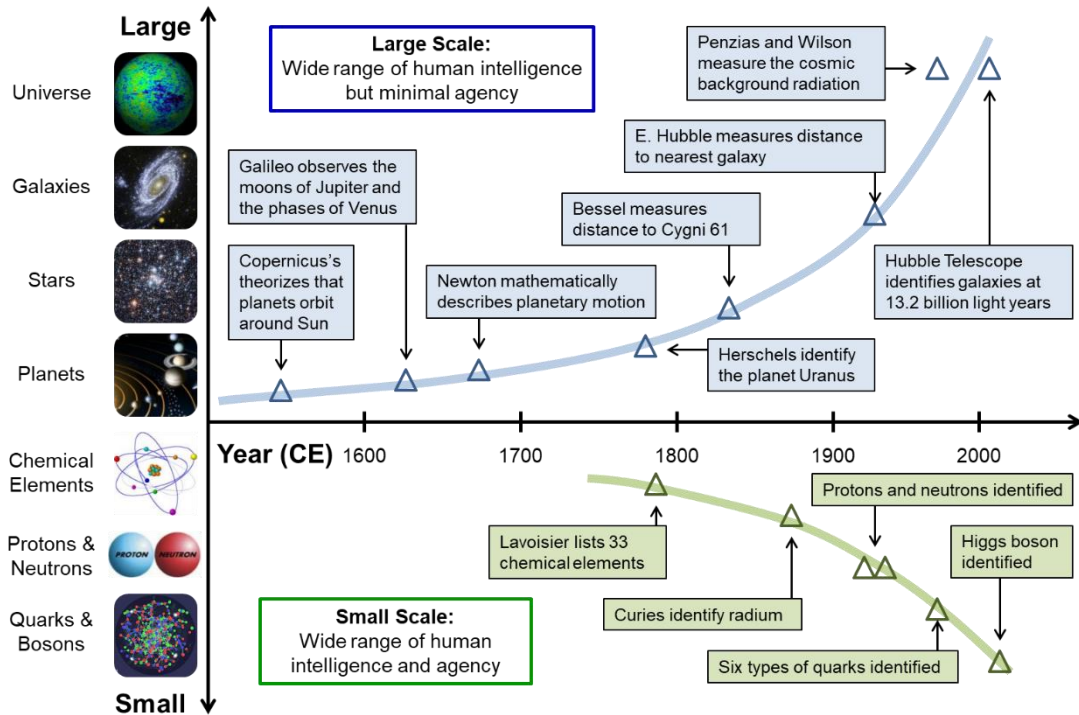 Large
Universe
Galaxies
Stars
Planets
Chemical
Elements
Protons &
Neutrons
PROTON
NEUTRON
Quarks &
Bosons
Small
Large Scale:
Wide range of human intelligence
but minimal agency
Penzias and Wilson
measure the cosmic
background radiation
E. Hubble measures distance
to nearest galaxy
Galileo observes the
moons of Jupiter and
the phases of Venus
Bessel measures
distance to Cygni 61
Copernicus's
theorizes that
planets orbit
around Sun
Newton mathematically
describes planetary motion
Hubble Telescope
identifies galaxies at
13.2 billion light years
Herschels identify
the planet Uranus
Year (CE)
1600
1700
1800
1900
2000
Protons and neutrons identified
Lavoisier lists 33
chemical elements
Higgs boson
identified
Curies identify radium
Six types of quarks identified
Small Scale:
Wide range of human
intelligence and agency